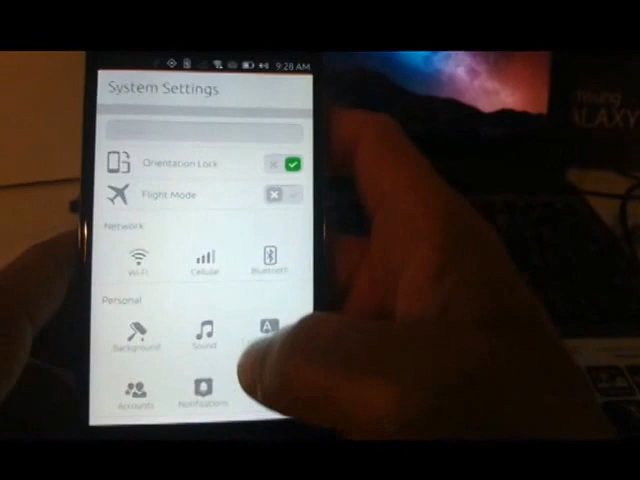 9:28 AM
System Settings
Orientation Lock
Flight Mode
Network
Wi-Fi
Cellular
Bluetooth
Personal
Background
Sound
A
Accounts
Notifications
ALAXY